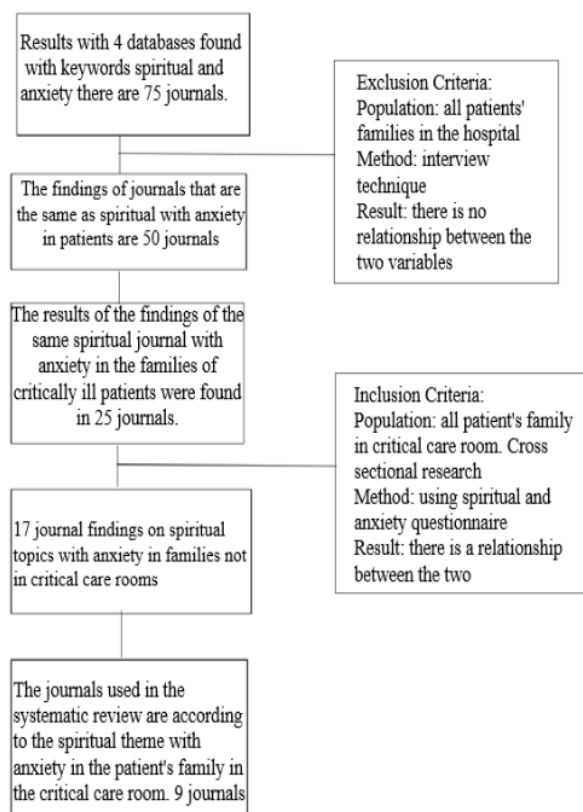 Results with 4 databases found
with keywords spiritual and
anxiety there are 75 journals.
Exclusion Criteria:
Population: all patients'
families in the hospital
Method: interview
technique
Result: there is no
relationship between the
two variables
The findings of journals that are
the same as spiritual with anxiety
in patients are 50 journals
The results of the findings of the
same spiritual journal with
anxiety in the families of
critically ill patients were found
in 25 journals.
Inclusion Criteria:
Population: all patient's family
in critical care room. Cross
sectional research
Method: using spiritual and
anxiety questionnaire
Result: there is a relationship
between the two
17 journal findings on spiritual
topics with anxiety in families not
in critical care rooms
The journals used in the
systematic review are according
to the spiritual theme with
anxiety in the patient's family in
the critical care room. 9 journals